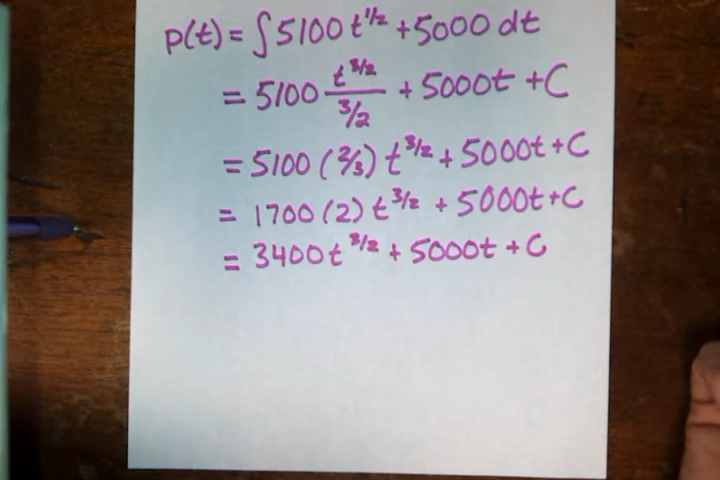 P(t) = ∫ 5100 t^1/2 + 5000 dt
= 5100 t^3/2 / 3/2 + 5000t + C
= 5100 (2/3) t^3/2 + 5000t + C
= 1700 (2) t^3/2 + 5000t + C
= 3400t^3/2 + 5000t + C